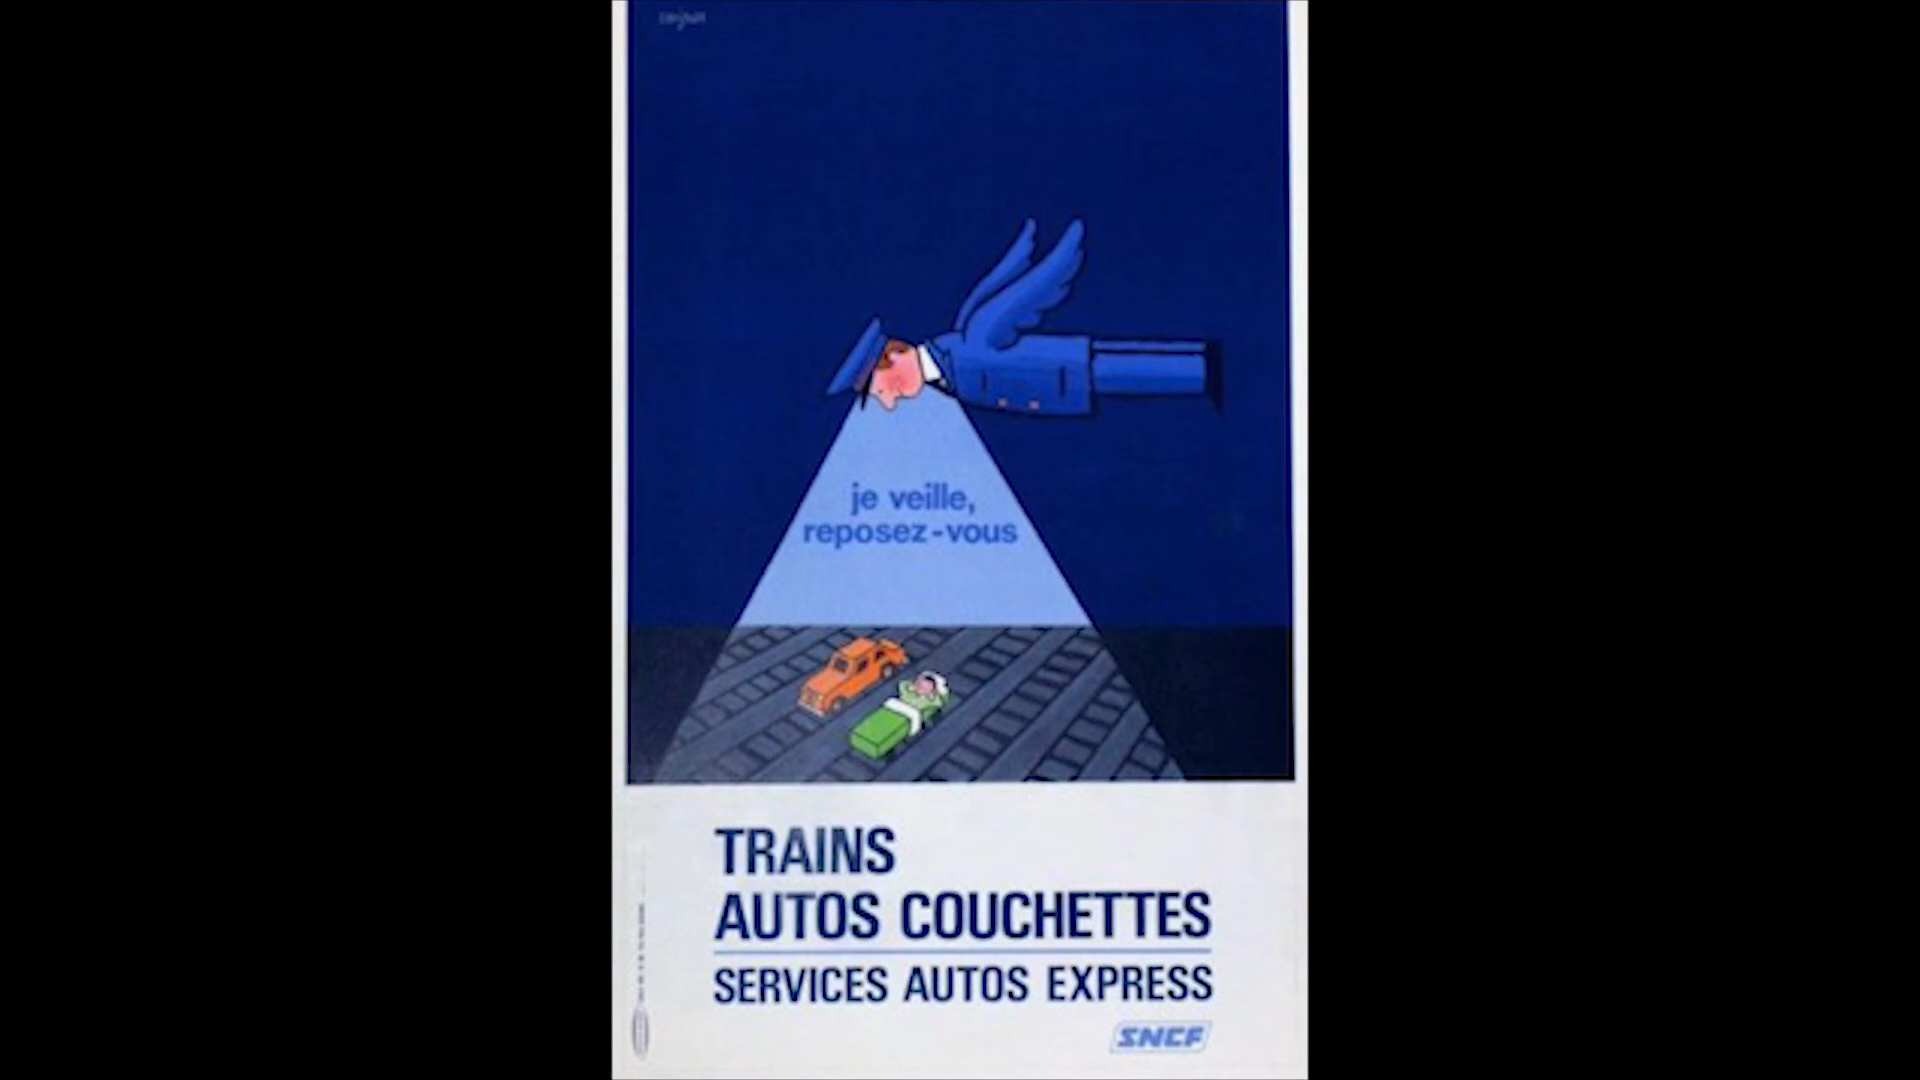 je veille,
reposez-vous
TRAINS
AUTOS COUCHETTES
SERVICES AUTOS EXPRESS
SNCF